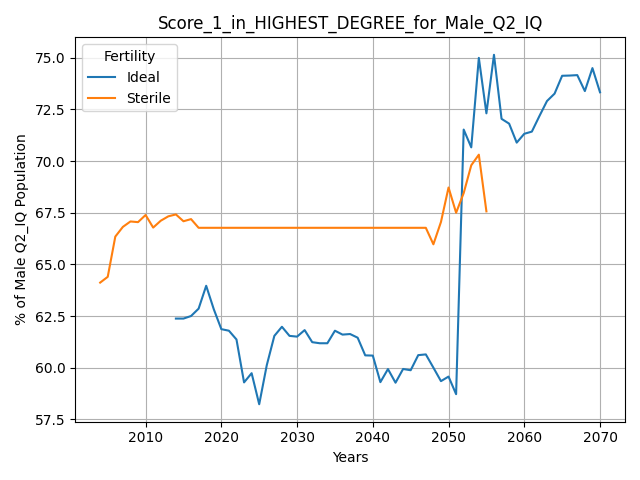 Score_1_in_HIGHEST_DEGREE_for_Male_Q2_IQ
Fertility
Ideal
Sterile
% of Male Q2_IQ Population
75.0
72.5
70.0
67.5
65.0
62.5
60.0
57.5
2010 2020 2030 2040 2050 2060 2070
Years